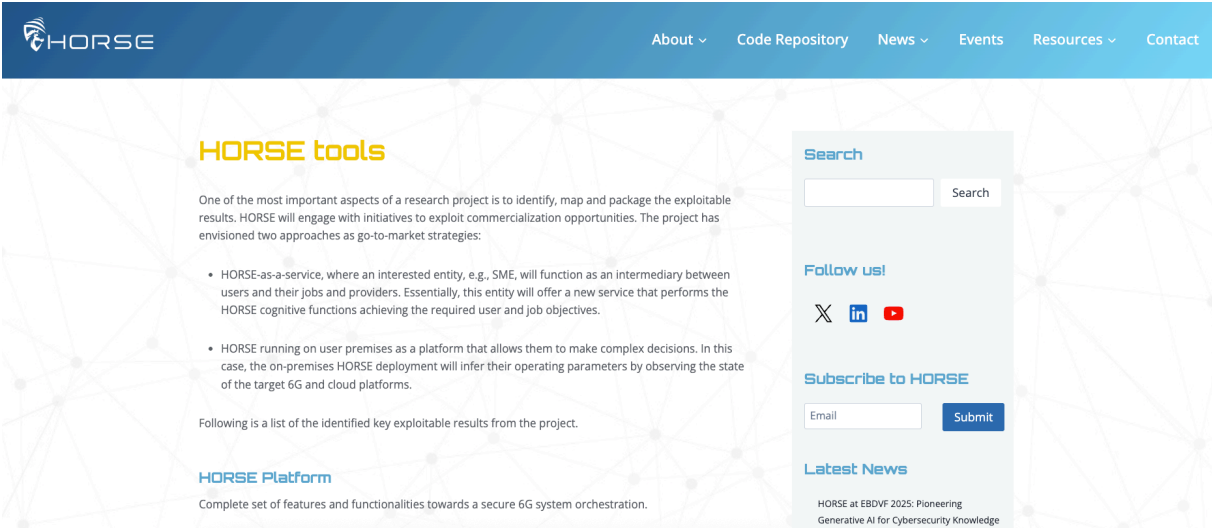 HORSE
About
Code Repository
News
Events
Resources
Contact
HORSE tools
One of the most important aspects of a research project is to identify, map and package the exploitable
results. HORSE will engage with initiatives to exploit commercialization opportunities. The project has
envisioned two approaches as go-to-market strategies:
• HORSE-as-a-service, where an interested entity, e.g., SME, will function as an intermediary between
users and their jobs and providers. Essentially, this entity will offer a new service that performs the
HORSE cognitive functions achieving the required user and job objectives.
• HORSE running on user premises as a platform that allows them to make complex decisions. In this
case, the on-premises HORSE deployment will infer their operating parameters by observing the state
of the target 6G and cloud platforms.
Following is a list of the identified key exploitable results from the project.
HORSE Platform
Complete set of features and functionalities towards a secure 6G system orchestration.
Search
Search
Follow us!
Subscribe to HORSE
Email
Submit
Latest News
HORSE at EBDVF 2025: Pioneering
Generative AI for Cybersecurity Knowledge